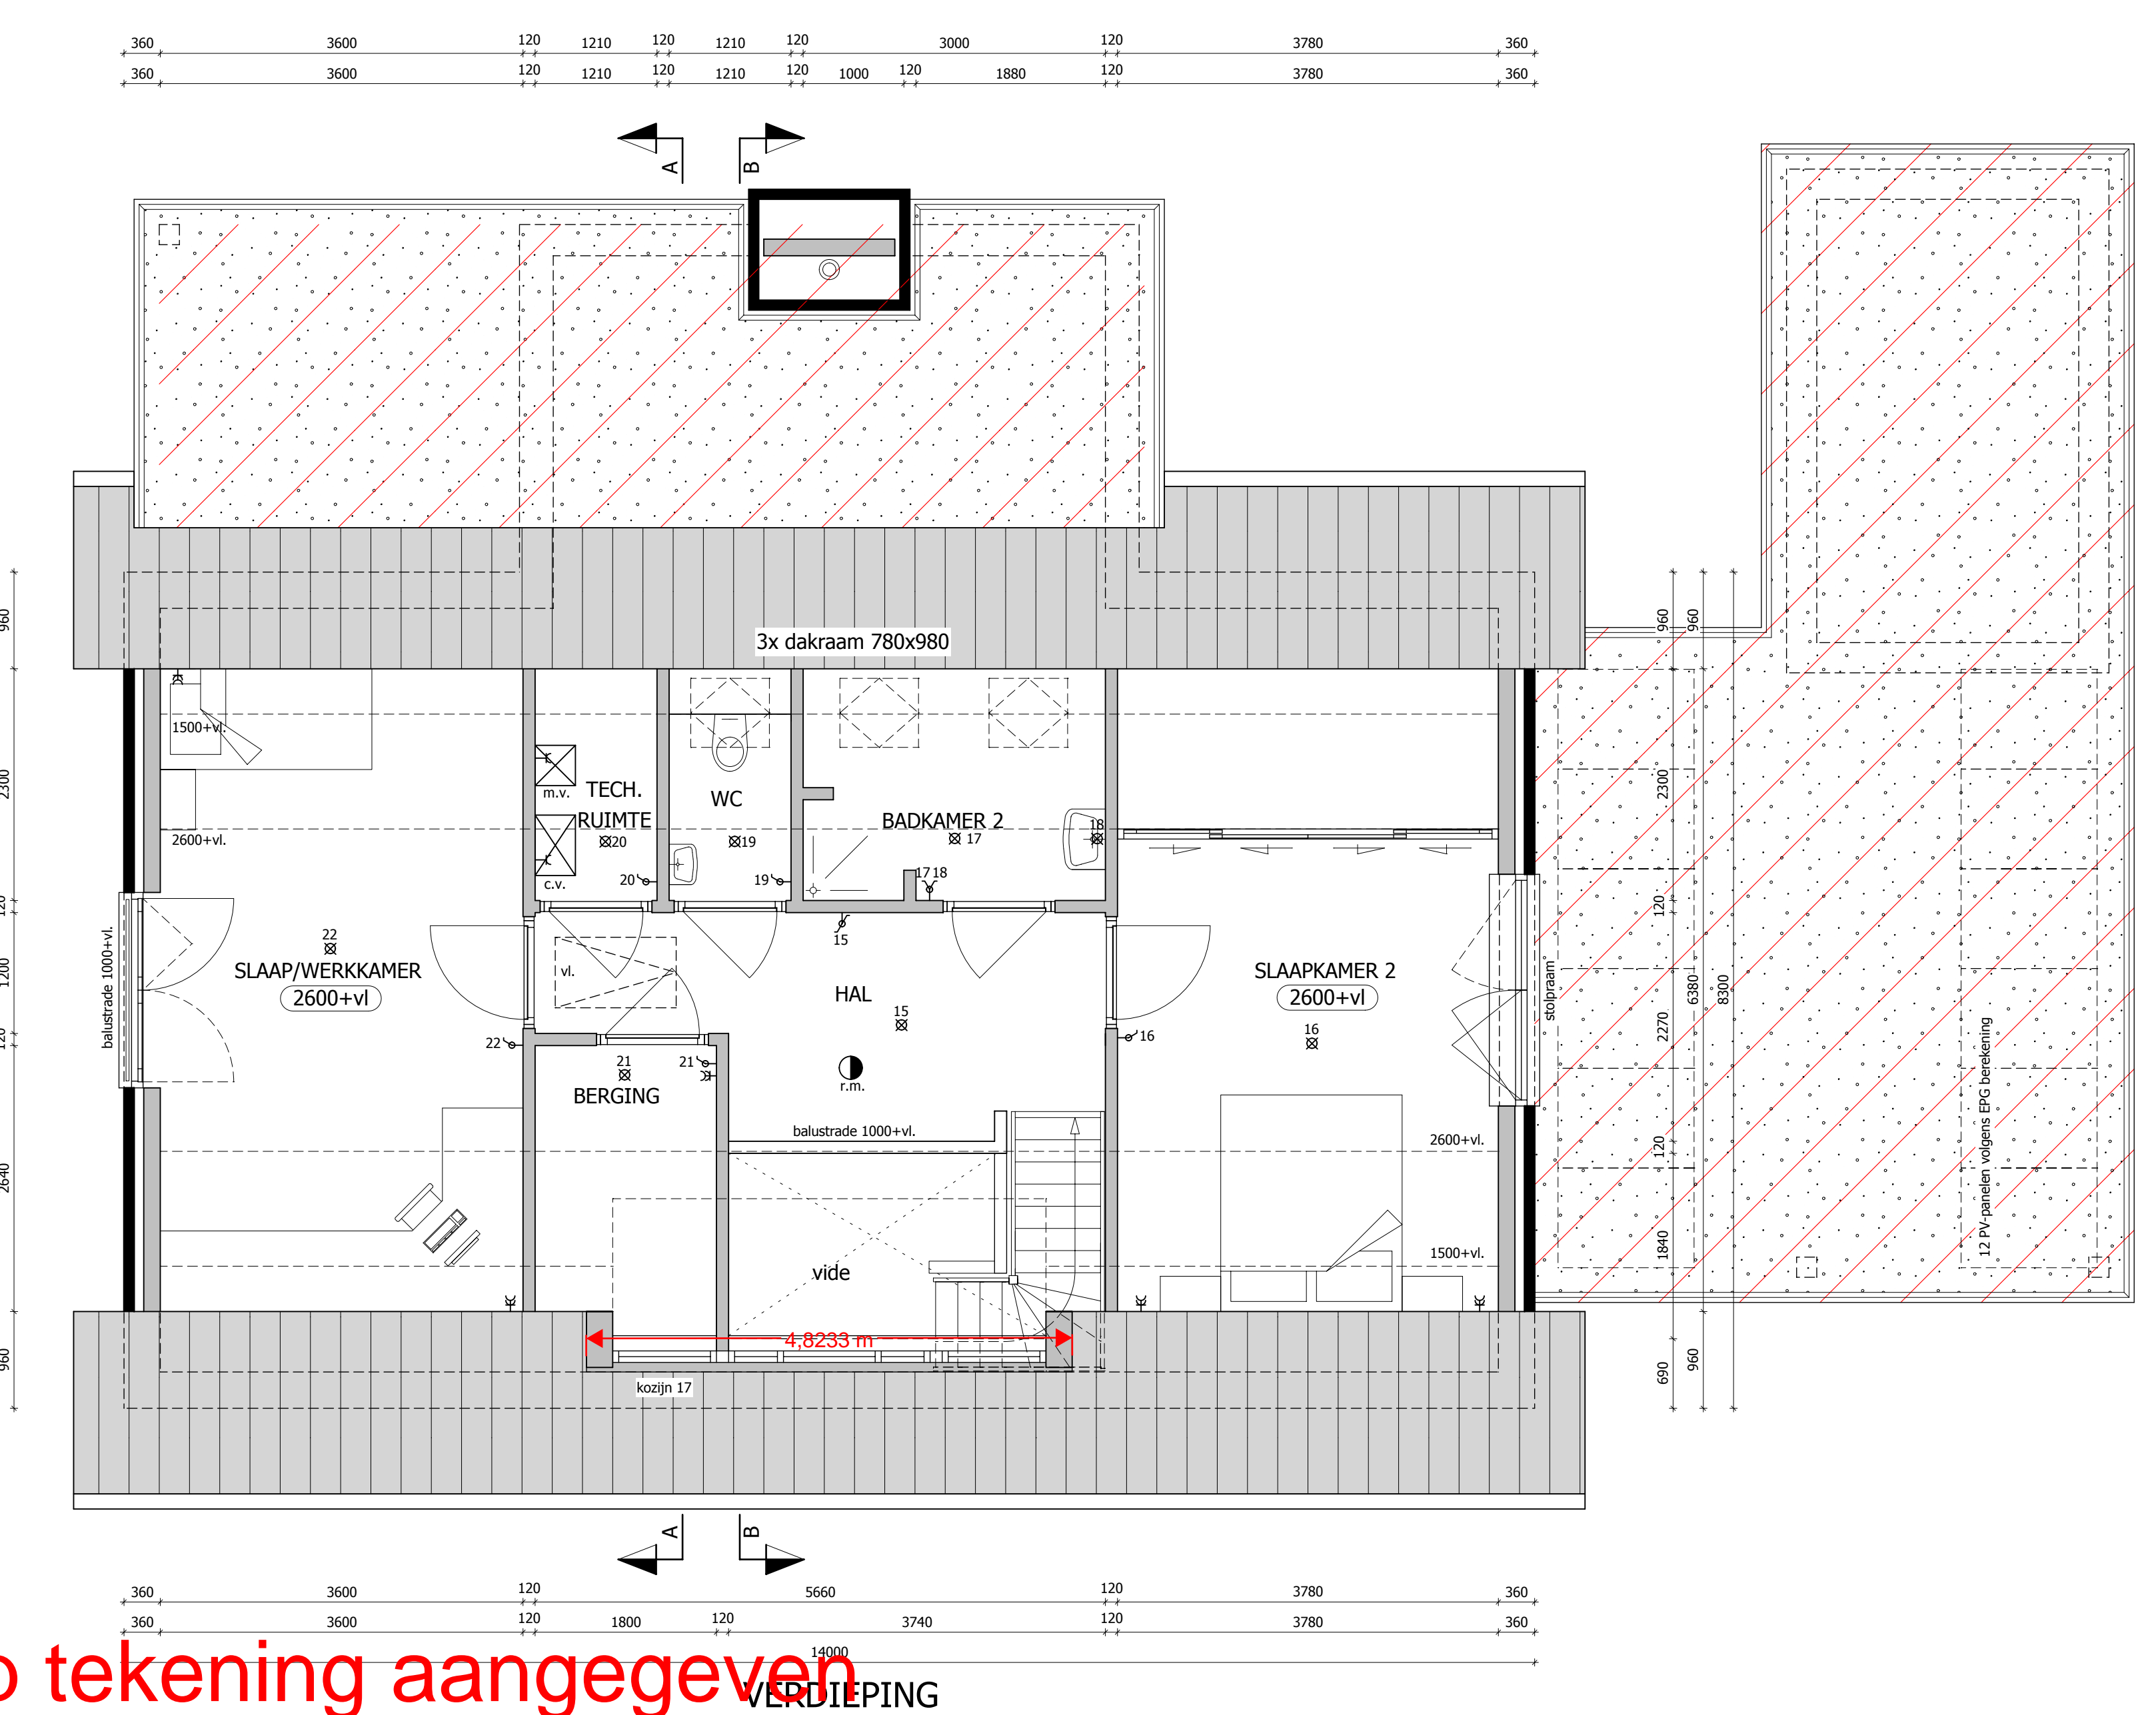 360 3600 120 1210 120 1210 120 3000 120 3780 360
360 3600 120 1210 120 1210 120 1000 120 1880 120 3780 360
A B
3x dakraam 780x980
960
2300
120
1200
120
2640
960
1500+vl.
2600+vl.
m.v.
TECH.
RUIMTE
20
c.v.
20
WC
19
19
BADKAMER 2
17
18
17 18
15
balustrade 1000+vl.
22
SLAAP/WERKKAMER
2600+vl
22
vl.
HAL
15
r.m.
21
21
BERGING
SLAAPKAMER 2
2600+vl
16
16
stolpraam
balustrade 1000+vl.
vide
2600+vl.
1500+vl.
4,8233 m
kozijn 17
960
2300
120
2270
120
1840
690
960
6380
960
8300
12 PV-panelen volgens EPG berekening
A B
360 3600 120 5660 120 3780 360
360 3600 120 1800 120 3740 120 3780 360
14000
tekening aangegeven
VERDIEPING